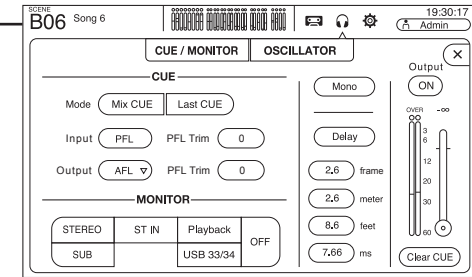 SCENE
B06 Song 6
19:30:17
Admin
CUE / MONITOR
OSCILLATOR
CUE
Mode Mix CUE Last CUE
Input PFL PFL Trim 0
Output AFL PFL Trim 0
MONITOR
STEREO ST IN Playback OFF
SUB USB 33/34
Mono
Delay
2.6 frame
2.6 meter
8.6 feet
7.66 ms
Output
ON
OVER -∞
3
6
12
20
30
60
Clear CUE